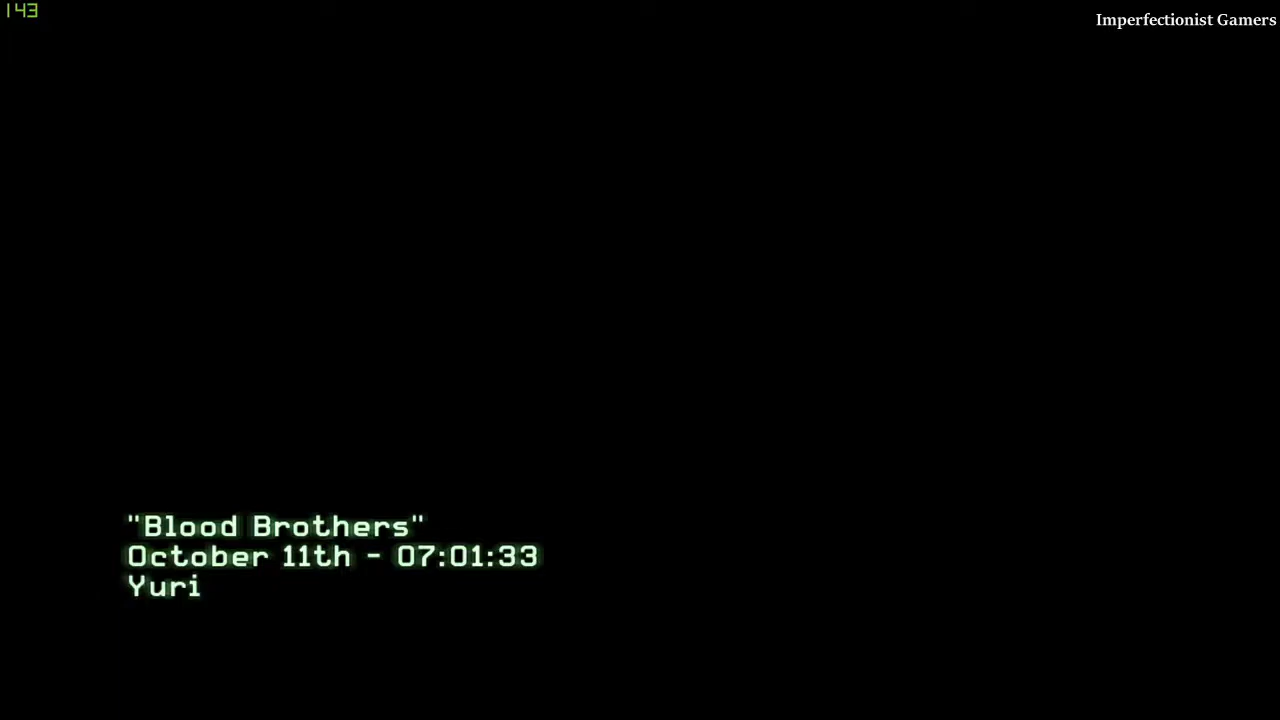 143
Imperfectionist Gamers
"Blood Brothers"
October 11th - 07:01:33
Yuri